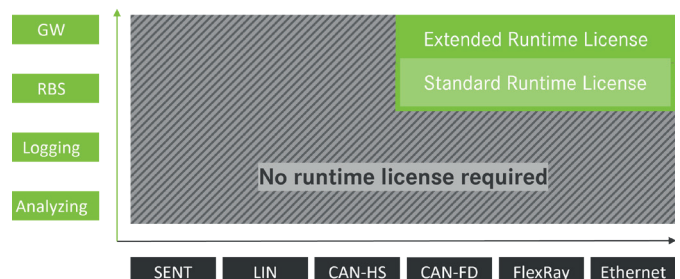 GW
Extended Runtime License
RBS
Standard Runtime License
Logging
No runtime license required
Analyzing
SENT LIN CAN-HS CAN-FD FlexRay Ethernet